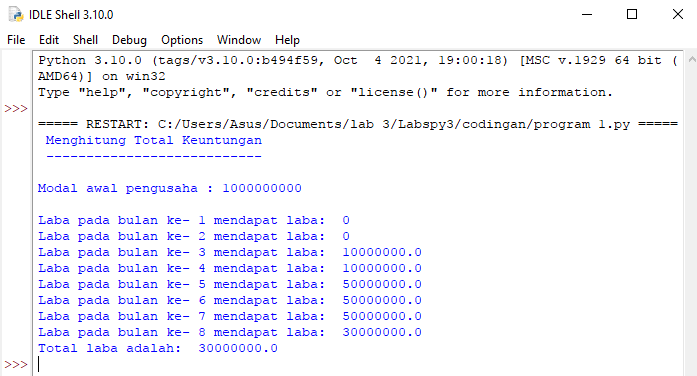 IDLE Shell 3.10.0
File Edit Shell Debug Options Window Help
Python 3.10.0 (tags/v3.10.0:b494f59, Oct  4 2021, 19:00:18) [MSC v.1929 64 bit (
AMD64)] on win32
Type "help", "copyright", "credits" or "license()" for more information.
>>>
===== RESTART: C:/Users/Asus/Documents/lab 3/Labspy3/codingan/program 1.py =====
Menghitung Total Keuntungan
---------------------------
Modal awal pengusaha : 1000000000
Laba pada bulan ke- 1 mendapat laba:  0
Laba pada bulan ke- 2 mendapat laba:  0
Laba pada bulan ke- 3 mendapat laba:  10000000.0
Laba pada bulan ke- 4 mendapat laba:  10000000.0
Laba pada bulan ke- 5 mendapat laba:  50000000.0
Laba pada bulan ke- 6 mendapat laba:  50000000.0
Laba pada bulan ke- 7 mendapat laba:  50000000.0
Laba pada bulan ke- 8 mendapat laba:  30000000.0
Total laba adalah:  30000000.0
>>>